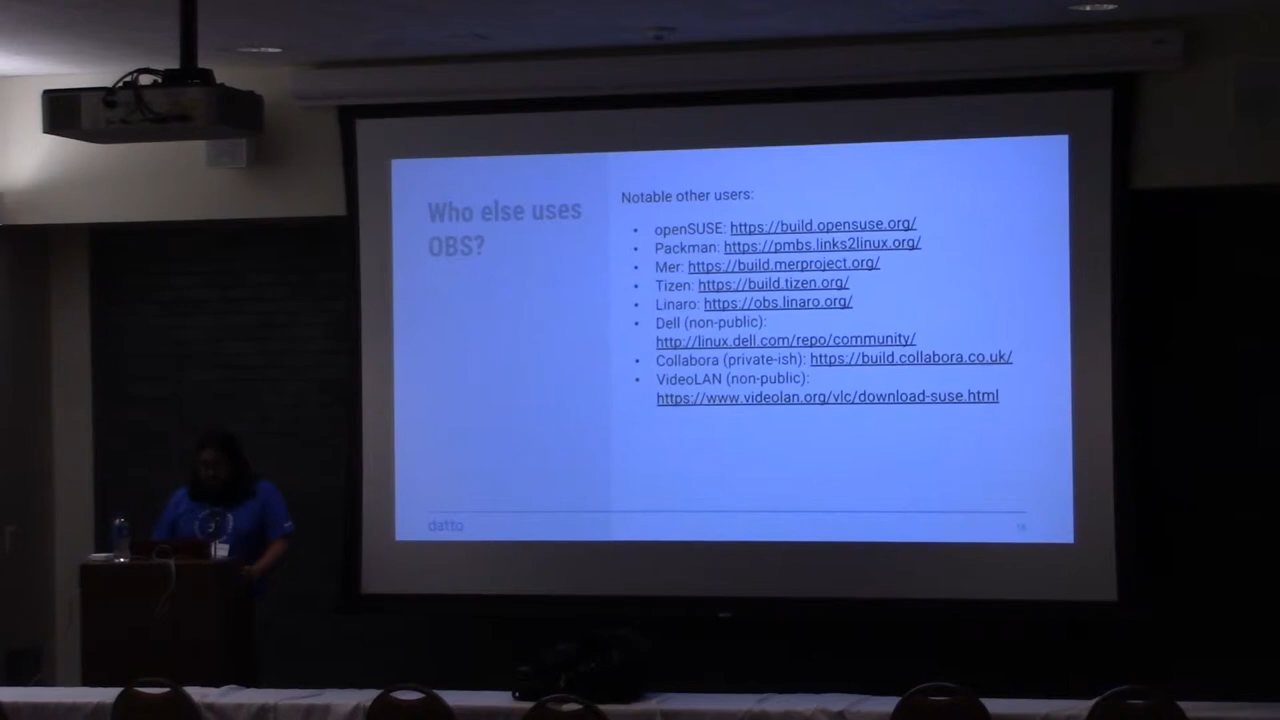 Who else uses
OBS?
Notable other users:
• openSUSE: https://build.opensuse.org/
• Packman: https://pmbs.links2linux.org/
• Mer: https://build.merproject.org/
• Tizen: https://build.tizen.org/
• Linaro: https://obs.linaro.org/
• Dell (non-public):
http://linux.dell.com/repo/community/
• Collabora (private-ish): https://build.collabora.co.uk/
• VideoLAN (non-public):
https://www.videolan.org/vlc/download-suse.html
datto